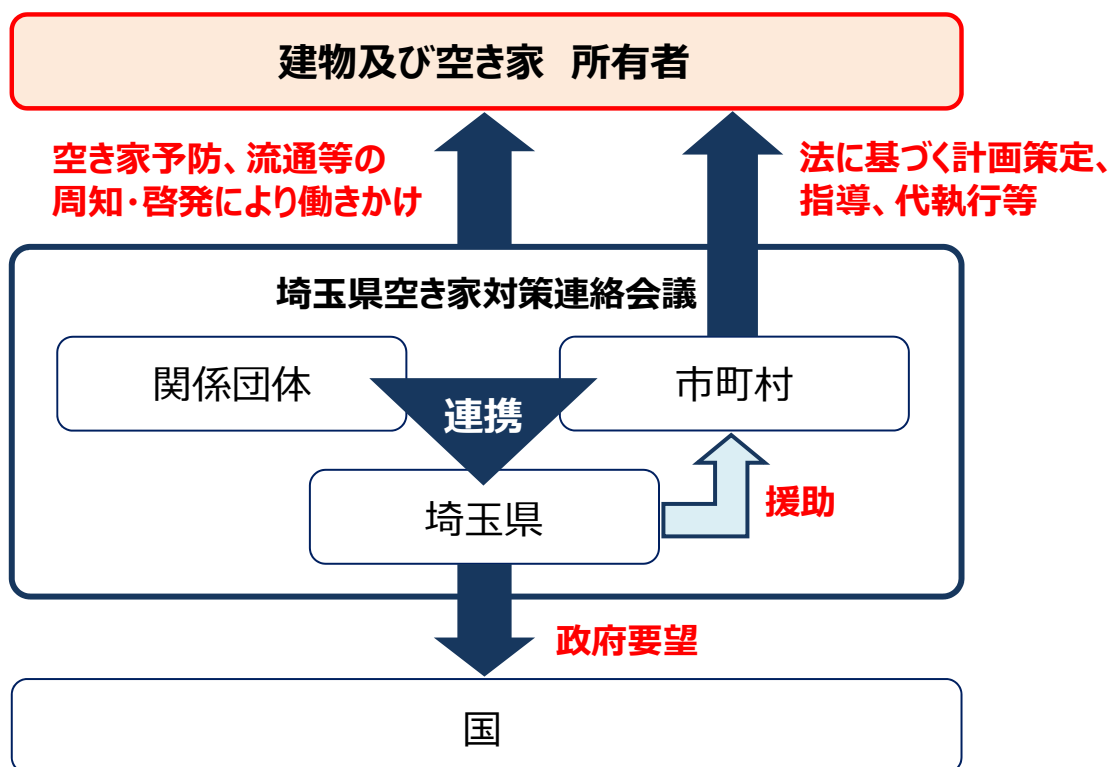 建物及び空き家　所有者
空き家予防、流通等の
周知・啓発により働きかけ
法に基づく計画策定、
指導、代執行等
埼玉県空き家対策連絡会議
関係団体
市町村
連携
埼玉県
援助
政府要望
国